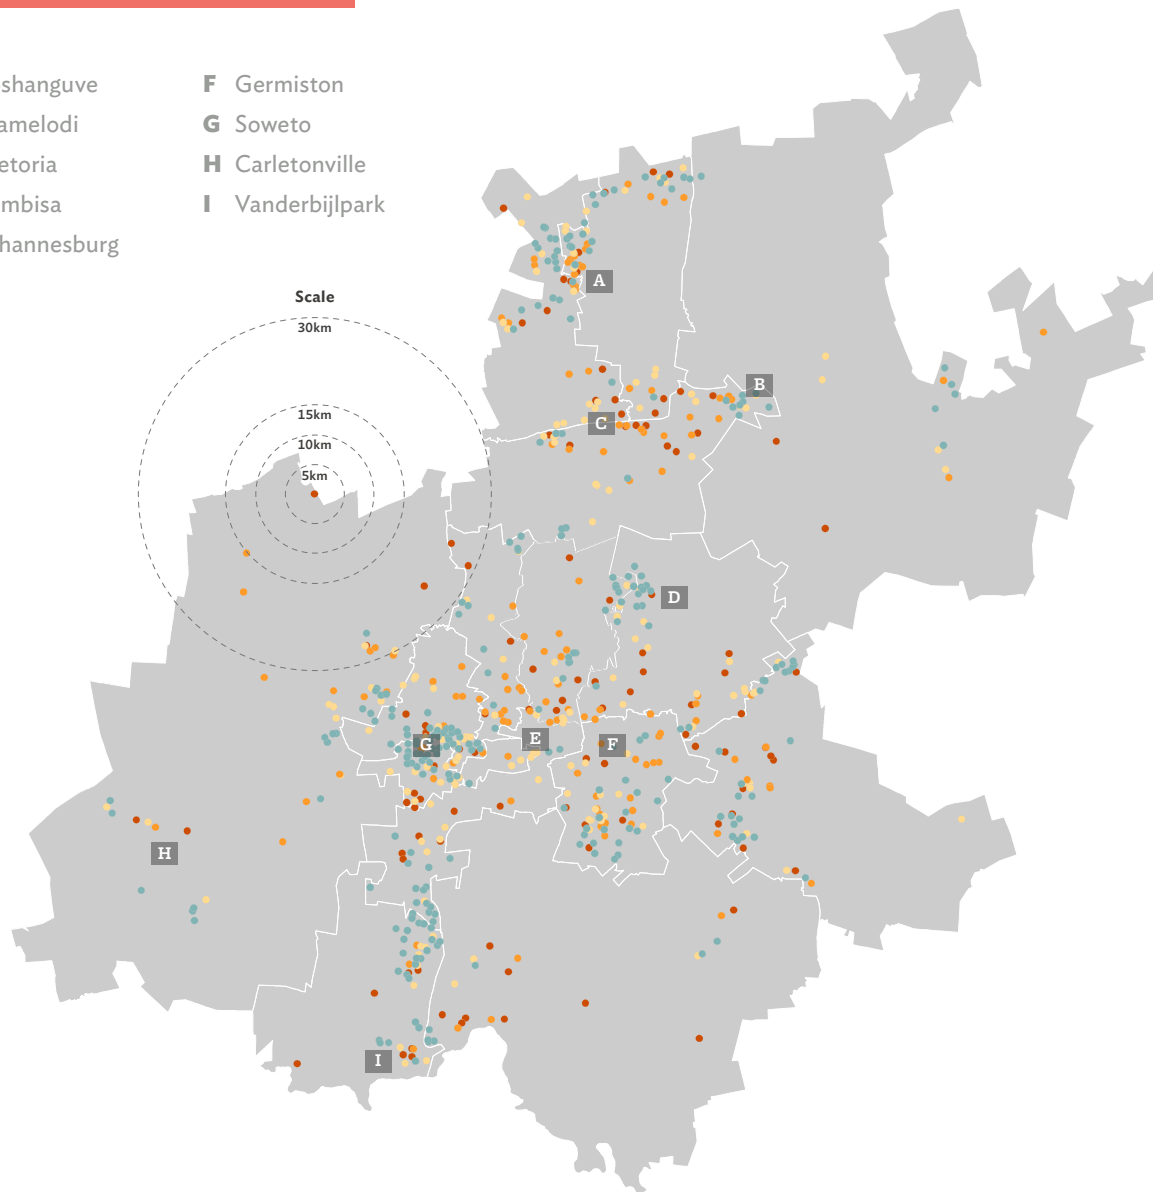 shanguve
amelodi
etoria
mbisa
hannesburg
F Germiston
G Soweto
H Carletonville
I Vanderbijlpark
Scale
30km
15km
10km
5km
A
B
C
D
E
F
G
H
I